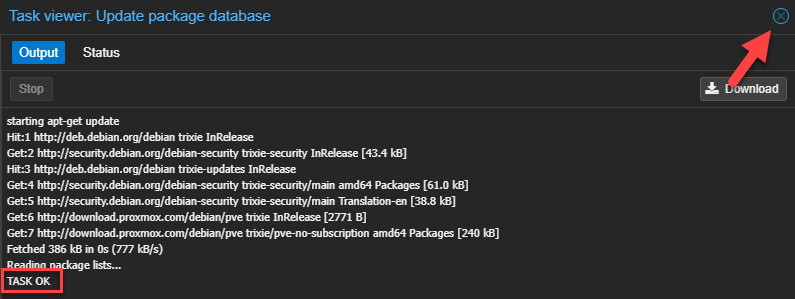 Task viewer: Update package database
Output Status
Stop Download
starting apt-get update
Hit:1 http://deb.debian.org/debian trixie InRelease
Get:2 http://security.debian.org/debian-security trixie-security InRelease [43.4 kB]
Hit:3 http://deb.debian.org/debian trixie-updates InRelease
Get:4 http://security.debian.org/debian-security trixie-security/main amd64 Packages [61.0 kB]
Get:5 http://security.debian.org/debian-security trixie-security/main Translation-en [38.8 kB]
Get:6 http://download.proxmox.com/debian/pve trixie InRelease [2771 B]
Get:7 http://download.proxmox.com/debian/pve trixie/pve-no-subscription amd64 Packages [240 kB]
Fetched 386 kB in 0s (777 kB/s)
Reading package lists...
TASK OK